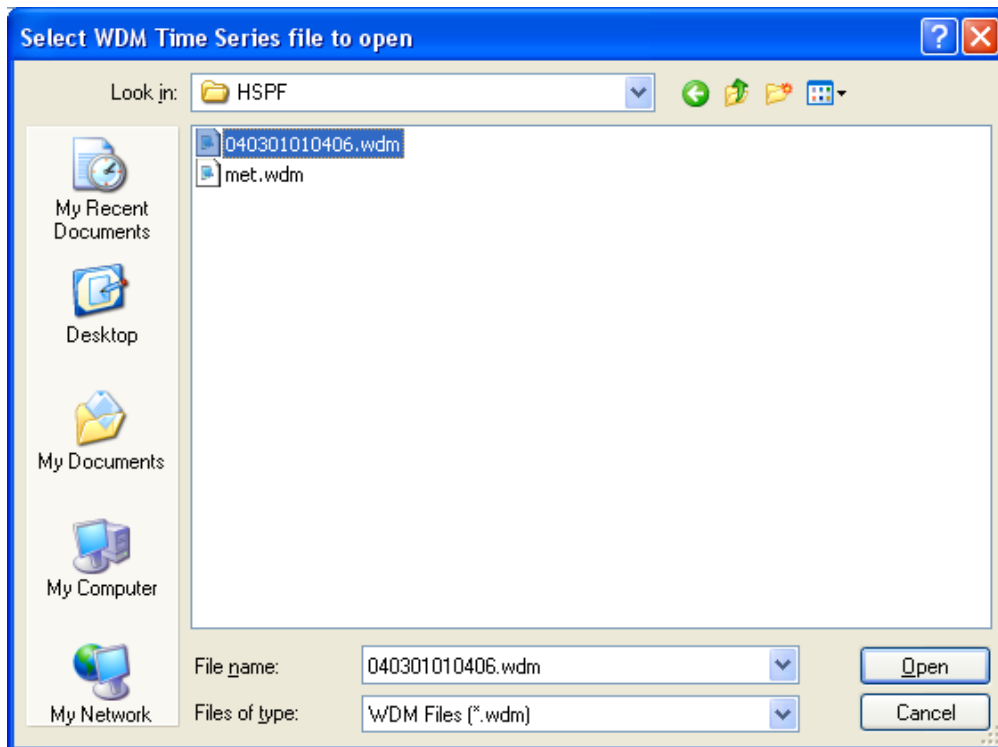 Select WDM Time Series file to open
Look in: HSPF
040301010406.wdm
met.wdm
My Recent
Documents
Desktop
My Documents
My Computer
My Network
File name: 040301010406.wdm Open
Files of type: WDM Files (*.wdm) Cancel